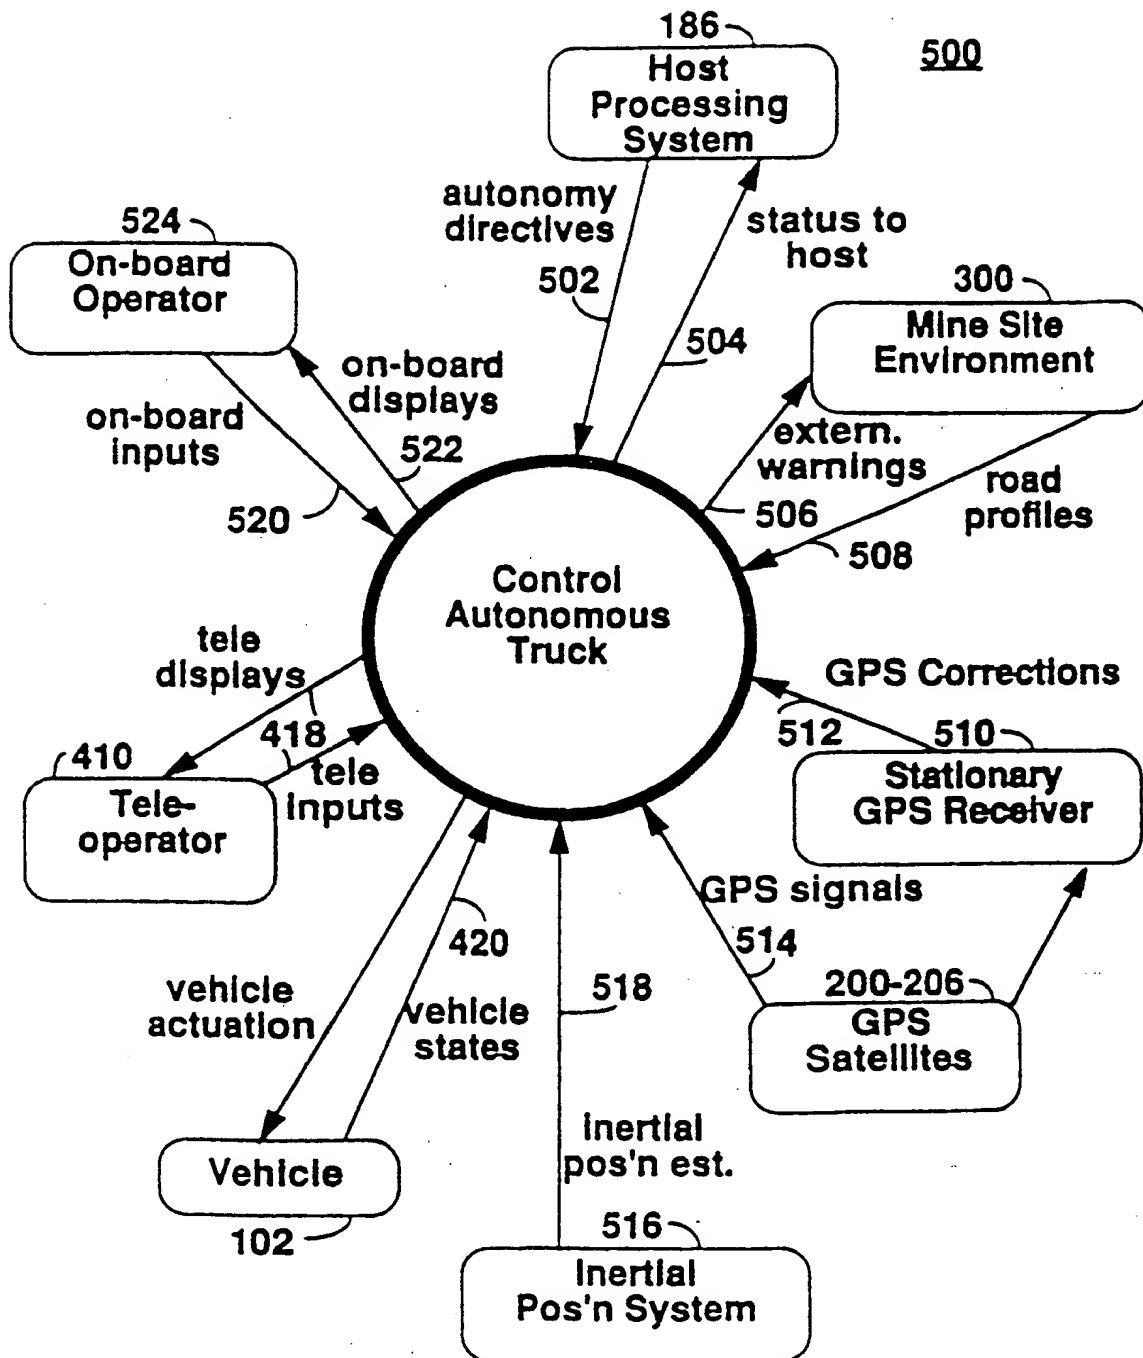 186
500
Host
Processing
System
autonomy
directives
502
status to
host
504
524
On-board
Operator
on-board
displays
522
on-board
inputs
520
300
Mine Site
Environment
extern.
warnings
506
road
profiles
508
Control
Autonomous
Truck
tele
displays
418
tele
inputs
410
Tele-
operator
GPS Corrections
512
510
Stationary
GPS Receiver
GPS signals
514
200-206
GPS
Satellites
420
vehicle
actuation
vehicle
states
518
Vehicle
102
inertial
pos'n est.
516
Inertial
Pos'n System